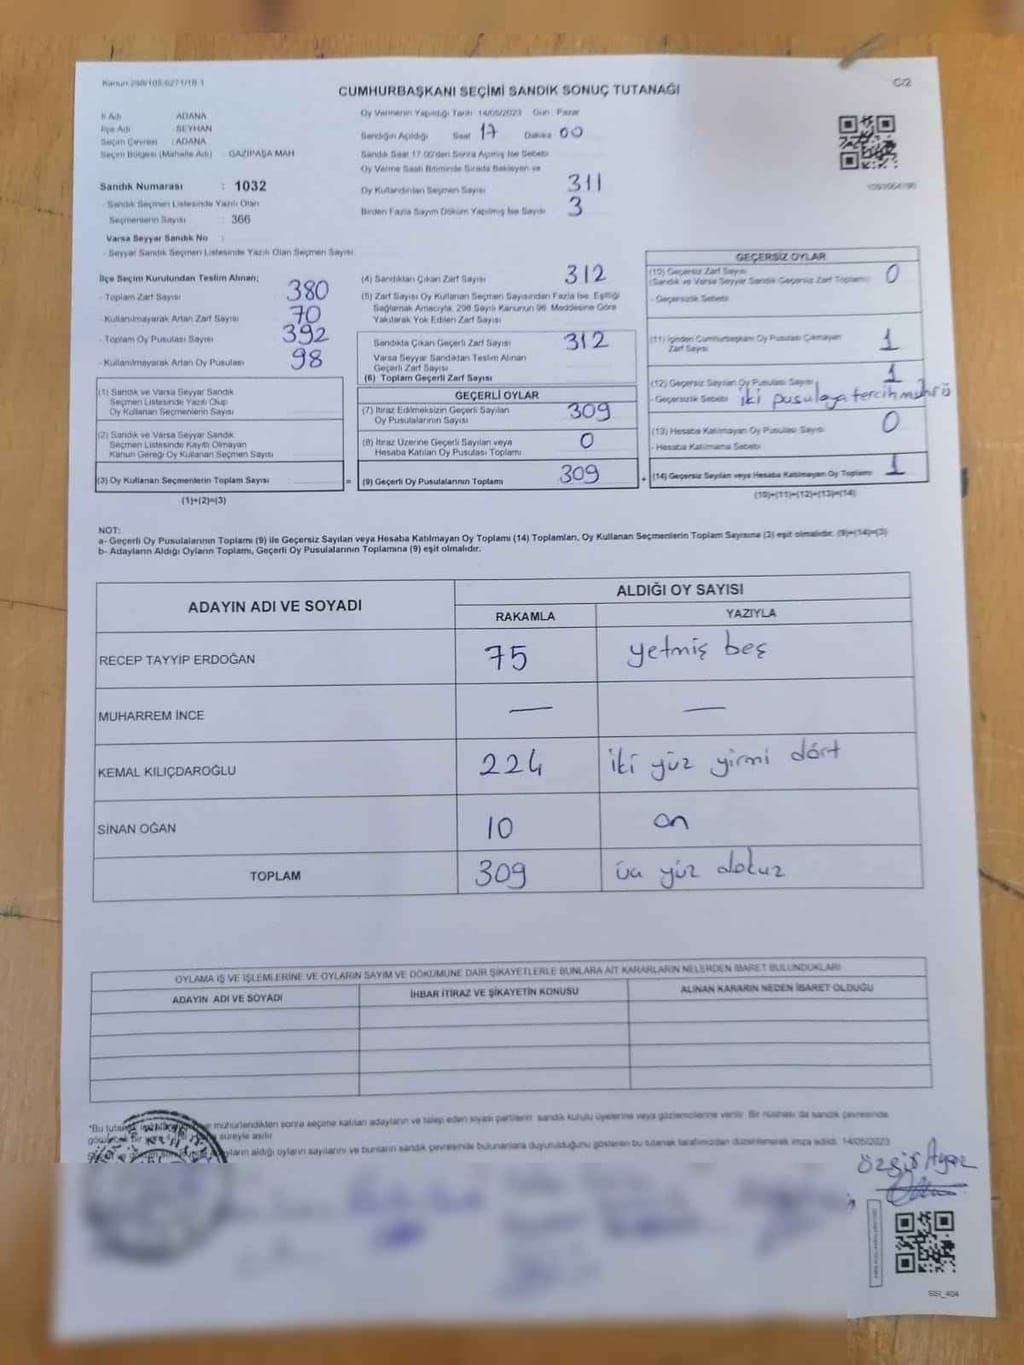 Kanun 298/105-6271/18.1
C/2
CUMHURBAŞKANI SEÇİMİ SANDIK SONUÇ TUTANAĞI
İl Adı : ADANA
İlçe Adı : SEYHAN
Seçim Çevresi : ADANA
Seçim Bölgesi (Mahalle Adı) : GAZİPAŞA MAH
Sandık Numarası : 1032
- Sandık Seçmen Listesinde Yazılı Olan
Seçmenlerin Sayısı : 366
Varsa Seyyar Sandık No :
- Seyyar Sandık Seçmen Listesinde Yazılı Olan Seçmen Sayısı
Oy Vermenin Yapıldığı Tarih: 14/05/2023 Gün : Pazar
Sandığın Açıldığı Saat 17 Dakika 00
Sandık Saat 17.00'den Sonra Açılmış İse Sebebi
Oy Verme Saati Bitiminde Sırada Bekleyen ve
Oy Kullandırılan Seçmen Sayısı 311
Birden Fazla Sayım Döküm Yapılmış İse Sayısı 3
İlçe Seçim Kurulundan Teslim Alınan;
- Toplam Zarf Sayısı 380
- Kullanılmayarak Artan Zarf Sayısı 70
- Toplam Oy Pusulası Sayısı 392
- Kullanılmayarak Artan Oy Pusulası 98
(1) Sandık ve Varsa Seyyar Sandık
Seçmen Listesinde Yazılı Olup
Oy Kullanan Seçmenlerin Sayısı
(2) Sandık ve Varsa Seyyar Sandık
Seçmen Listesinde Kayıtlı Olmayan
Kanun Gereği Oy Kullanan Seçmen Sayısı
(3) Oy Kullanan Seçmenlerin Toplam Sayısı =
(1)+(2)=(3)
(4) Sandıktan Çıkan Zarf Sayısı 312
(5) Zarf Sayısı Oy Kullanan Seçmen Sayısından Fazla İse, Eşitliği
Sağlamak Amacıyla, 298 Sayılı Kanunun 98. Maddesine Göre
Yakılarak Yok Edilen Zarf Sayısı
Sandıkta Çıkan Geçerli Zarf Sayısı 312
Varsa Seyyar Sandıktan Teslim Alınan
Geçerli Zarf Sayısı
(6) Toplam Geçerli Zarf Sayısı
GEÇERLİ OYLAR
(7) İtiraz Edilmeksizin Geçerli Sayılan
Oy Pusulalarının Sayısı 309
(8) İtiraz Üzerine Geçerli Sayılan veya
Hesaba Katılan Oy Pusulası Toplamı 0
(9) Geçerli Oy Pusulalarının Toplamı 309 +
GEÇERSİZ OYLAR
(10) Geçersiz Zarf Sayısı
(Sandık ve Varsa Seyyar Sandık Geçersiz Zarf Toplamı) 0
- Geçersizlik Sebebi
(11) İçinden Cumhurbaşkanı Oy Pusulası Çıkmayan
Zarf Sayısı 1
(12) Geçersiz Sayılan Oy Pusulası Sayısı 1
- Geçersizlik Sebebi iki pusulaya tercih mührü
(13) Hesaba Katılmayan Oy Pusulası Sayısı 0
- Hesaba Katılmama Sebebi
(14) Geçersiz Sayılan veya Hesaba Katılmayan Oy Toplamı 1
(10)+(11)+(12)+(13)=(14)
NOT:
a- Geçerli Oy Pusulalarının Toplamı (9) ile Geçersiz Sayılan veya Hesaba Katılmayan Oy Toplamı (14) Toplamları, Oy Kullanan Seçmenlerin Toplam Sayısına (3) eşit olmalıdır. (9)+(14)=(3)
b- Adayların Aldığı Oyların Toplamı, Geçerli Oy Pusulalarının Toplamına (9) eşit olmalıdır.
ADAYIN ADI VE SOYADI
ALDIĞI OY SAYISI
RAKAMLA YAZIYLA
RECEP TAYYİP ERDOĞAN 75 yetmiş beş
MUHARREM İNCE — —
KEMAL KILIÇDAROĞLU 224 iki yüz yirmi dört
SİNAN OĞAN 10 on
TOPLAM 309 üç yüz dokuz
OYLAMA İŞ VE İŞLEMLERİNE VE OYLARIN SAYIM VE DÖKÜMÜNE DAİR ŞİKAYETLERLE BUNLARA AİT KARARLARIN NELERDEN İBARET BULUNDUKLARI
ADAYIN ADI VE SOYADI İHBAR İTİRAZ VE ŞİKAYETİN KONUSU ALINAN KARARIN NEDEN İBARET OLDUĞU
*Bu mühürlendikten sonra seçime katılan adayların ve talep eden siyasi partilerin sandık kurulu üyelerine veya gözlemcilerine verilir. Bir nüshası da sandık çevresinde
süreyle asılır.
aldığı oyların sayılarını ve bunların sandık çevresinde bulunanlara duyurulduğunu gösteren bu tutanak tarafımızdan düzenlenerek imza edildi. 14/05/2023
SSİ_404